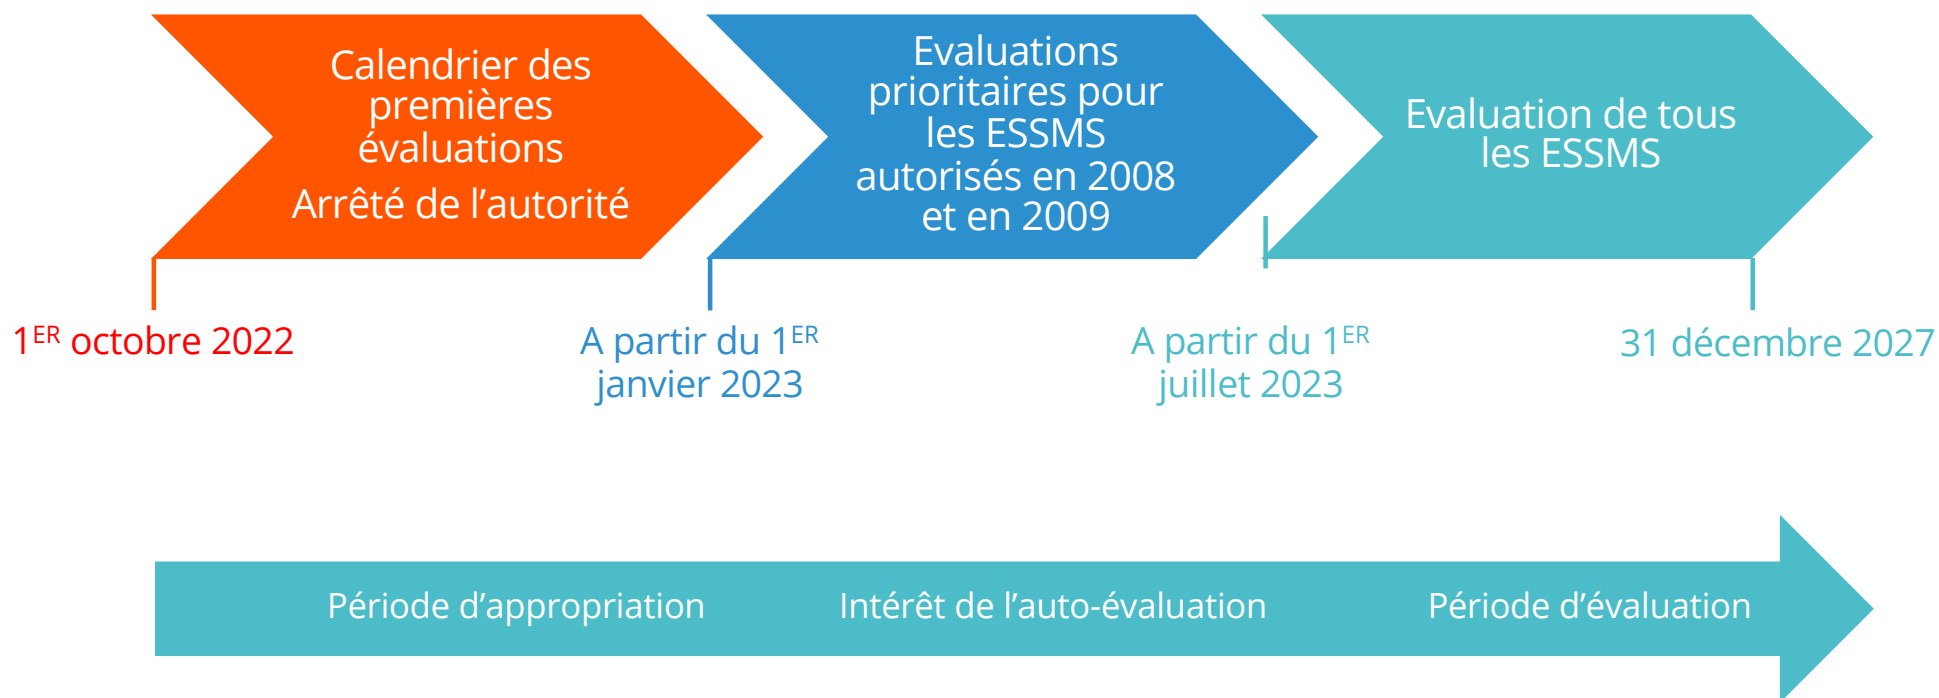 Calendrier des
premières
évaluations
Arrêté de l’autorité
Evaluations
prioritaires pour
les ESSMS
autorisés en 2008
et en 2009
Evaluation de tous
les ESSMS
1ER octobre 2022
A partir du 1ER
janvier 2023
A partir du 1ER
juillet 2023
31 décembre 2027
Période d’appropriation
Intérêt de l’auto-évaluation
Période d’évaluation